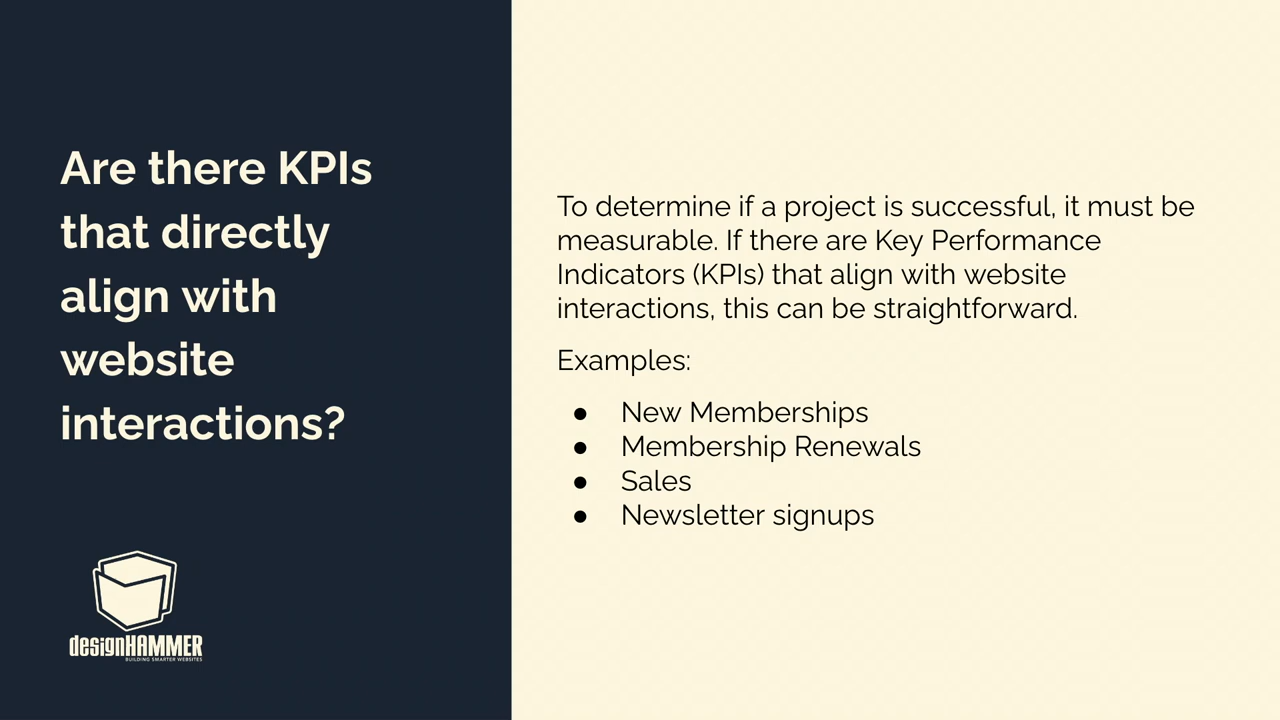 Are there KPIs
that directly
align with
website
interactions?
designHAMMER
BUILDING SMARTER WEBSITES
To determine if a project is successful, it must be
measurable. If there are Key Performance
Indicators (KPIs) that align with website
interactions, this can be straightforward.
Examples:
● New Memberships
● Membership Renewals
● Sales
● Newsletter signups